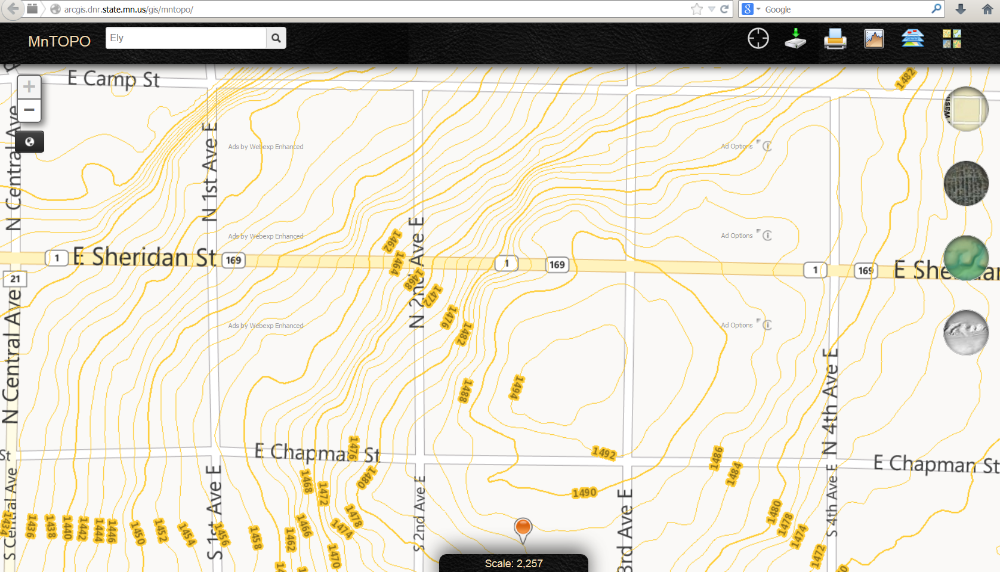 arcgis.dnr.state.mn.us/gis/mntopo/
Google
MnTOPO
Ely
E Camp St
1482
N Central Ave
N 1st Ave E
Wash
Ads by Webexp Enhanced
Ad Options
Ads by Webexp Enhanced
Ad Options
N 2nd Ave E
1462
1464
1468
1472
1476
1482
1
E Sheridan St
169
1
169
1
169
21
Ads by Webexp Enhanced
Ad Options
N Central Ave
N 4th Ave E
1488
1494
St
E Chapman St
1476
1492
1486
1484
E Chapman St
1468
1472
1480
1490
S Central Ave
S 1st Ave E
S 2nd Ave E
3rd Ave E
S 4th Ave E
1434
1436
1438
1440
1442
1444
1446
1450
1452
1454
1456
1458
1462
1466
1470
1474
1478
1480
1478
1474
1472
Scale: 2,257